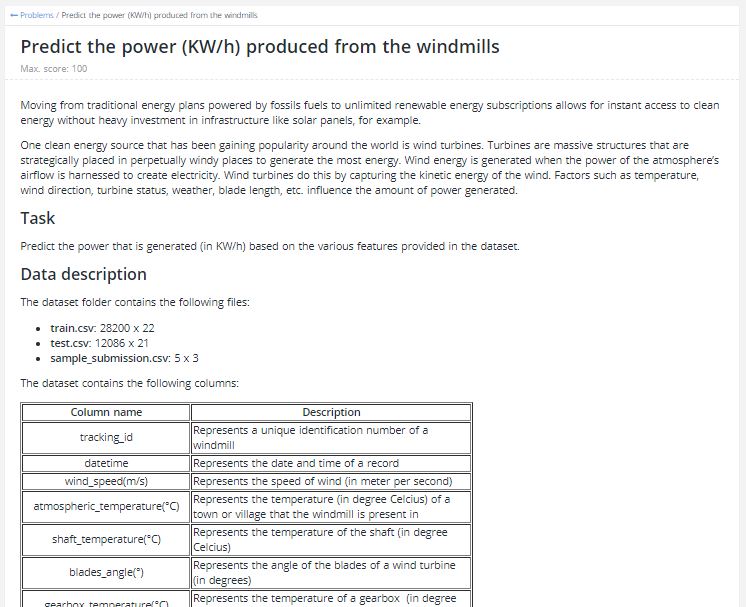 ← Problems / Predict the power (KW/h) produced from the windmills
Predict the power (KW/h) produced from the windmills
Max. score: 100
Moving from traditional energy plans powered by fossils fuels to unlimited renewable energy subscriptions allows for instant access to clean
energy without heavy investment in infrastructure like solar panels, for example.
One clean energy source that has been gaining popularity around the world is wind turbines. Turbines are massive structures that are
strategically placed in perpetually windy places to generate the most energy. Wind energy is generated when the power of the atmosphere's
airflow is harnessed to create electricity. Wind turbines do this by capturing the kinetic energy of the wind. Factors such as temperature,
wind direction, turbine status, weather, blade length, etc. influence the amount of power generated.
Task
Predict the power that is generated (in KW/h) based on the various features provided in the dataset.
Data description
The dataset folder contains the following files:
• train.csv: 28200 x 22
• test.csv: 12086 x 21
• sample_submission.csv: 5 x 3
The dataset contains the following columns:
Column name Description
tracking_id Represents a unique identification number of a
windmill
datetime Represents the date and time of a record
wind_speed(m/s) Represents the speed of wind (in meter per second)
atmospheric_temperature(°C) Represents the temperature (in degree Celcius) of a
town or village that the windmill is present in
shaft_temperature(°C) Represents the temperature of the shaft (in degree
Celcius)
blades_angle(°) Represents the angle of the blades of a wind turbine
(in degrees)
gearbox_temperature(°C) Represents the temperature of a gearbox (in degree